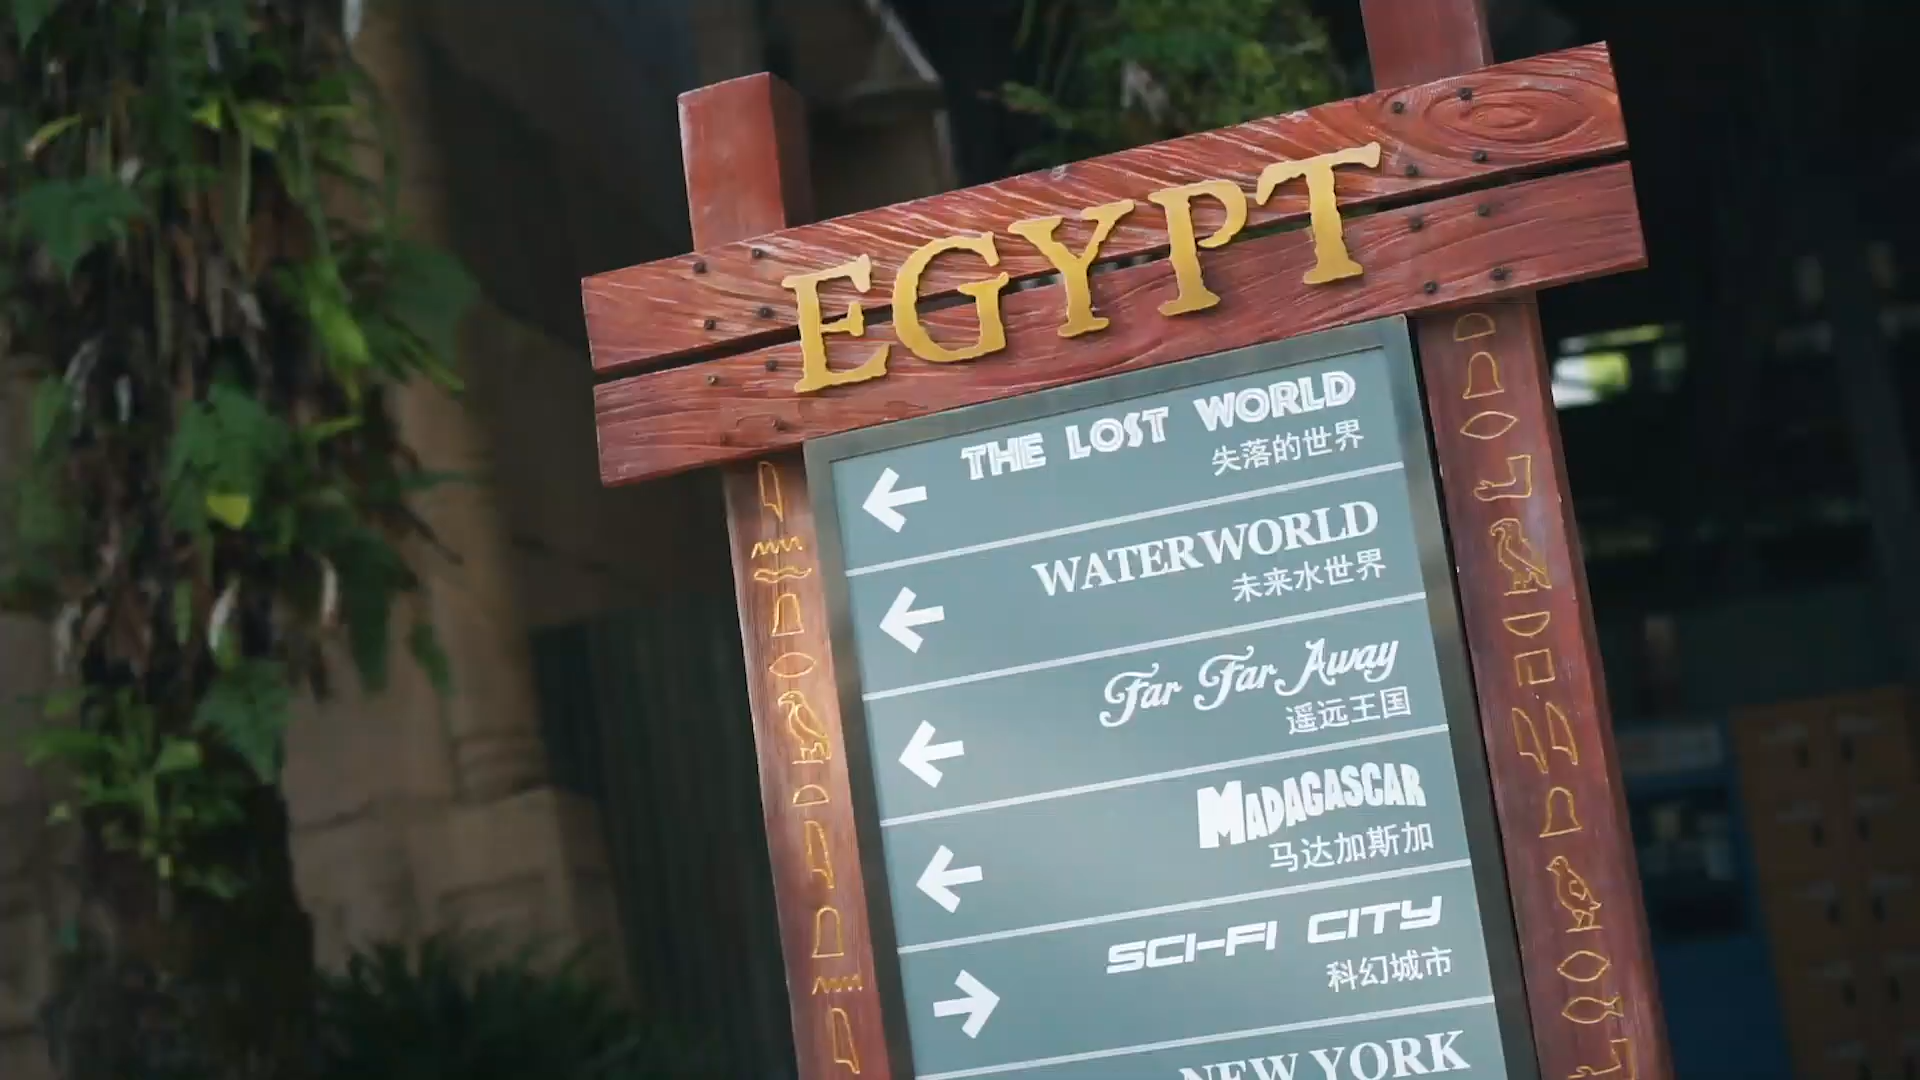 EGYPT
THE LOST WORLD
失落的世界
WATERWORLD
未来水世界
Far Far Away
遥远王国
MADAGASCAR
马达加斯加
SCI-FI CITY
科幻城市
NEW YORK